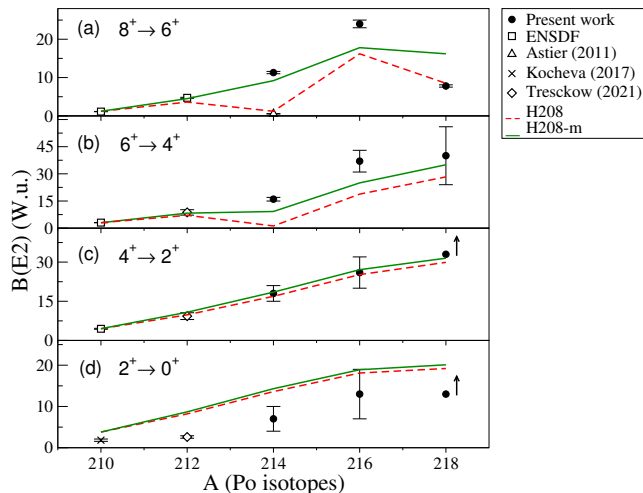 (a) 8⁺→6⁺
20
10
0
(b) 6⁺→4⁺
45
30
15
0
(c) 4⁺→2⁺
30
15
0
(d) 2⁺→0⁺
20
10
0
B(E2) (W.u.)
210 212 214 216 218
A (Po isotopes)
Present work
ENSDF
Astier (2011)
Kocheva (2017)
Tresckow (2021)
H208
H208-m